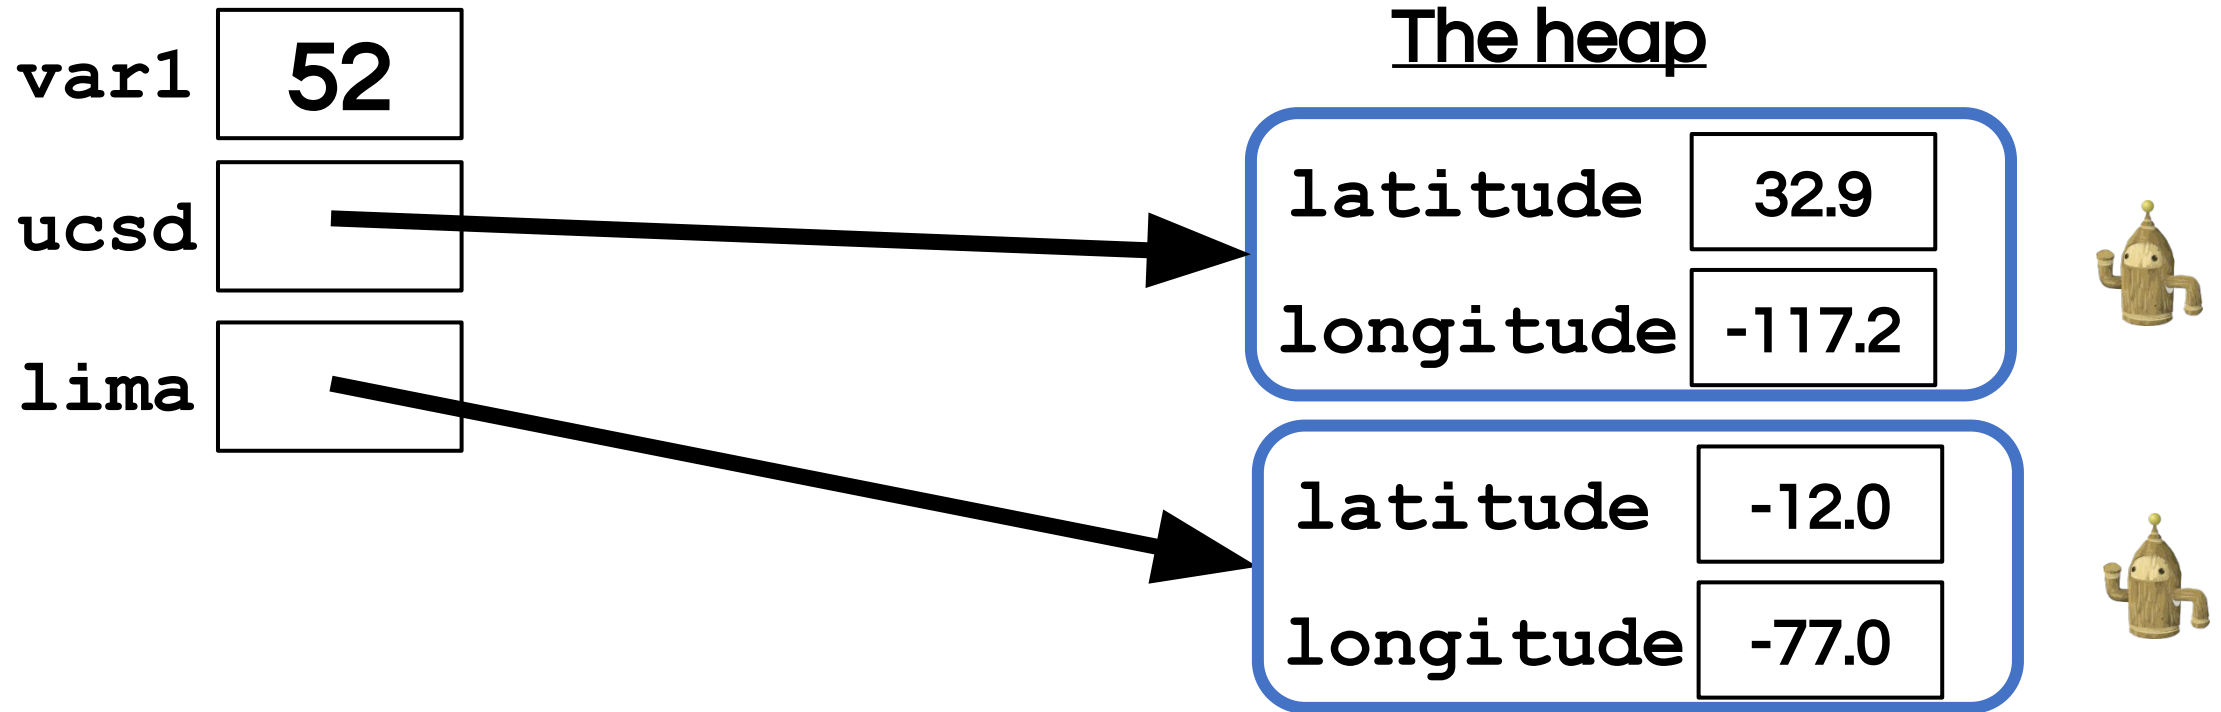 The heap
var1 52
ucsd
lima
latitude 32.9
longitude -117.2
latitude -12.0
longitude -77.0